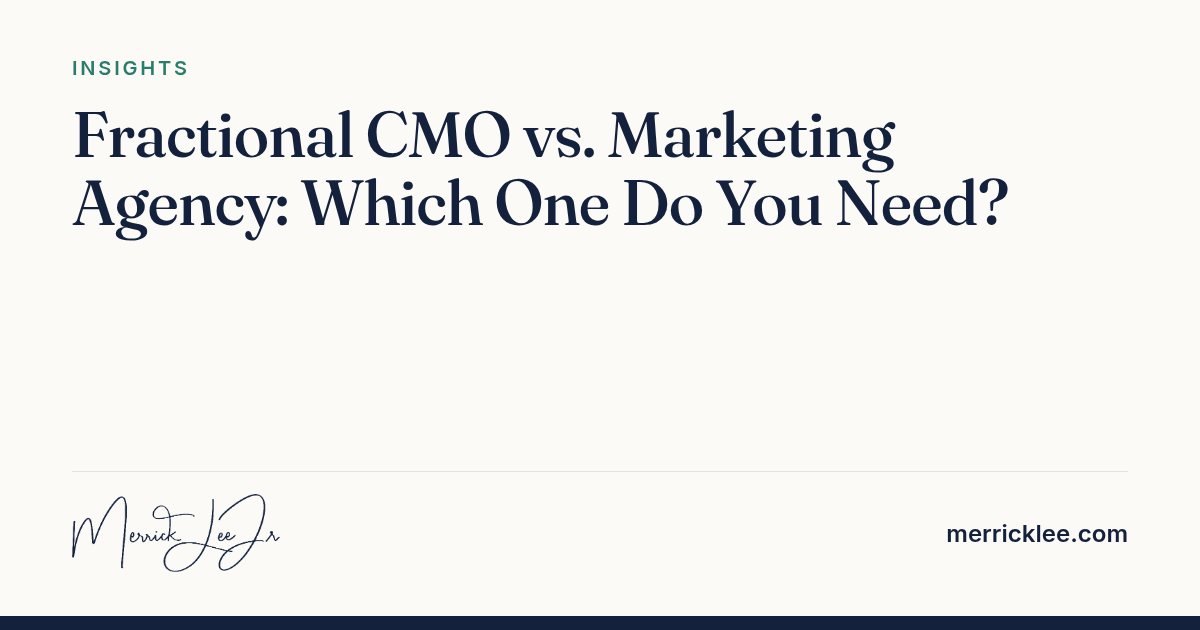 INSIGHTS
Fractional CMO vs. Marketing
Agency: Which One Do You Need?
Merrick Lee Jr
merricklee.com